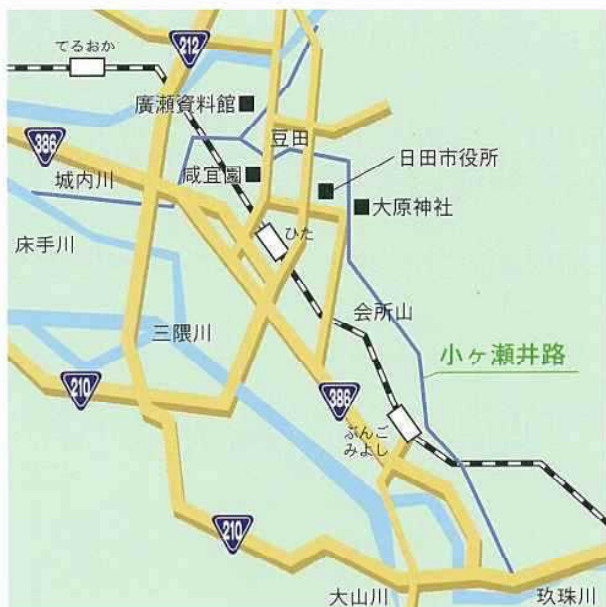 てるおか
212
廣瀬資料館
386
豆田
日田市役所
城内川
咸宜園
大原神社
床手川
ひた
会所山
三隈川
小ヶ瀬井路
210
386
ぶんご
みよし
210
大山川
玖珠川